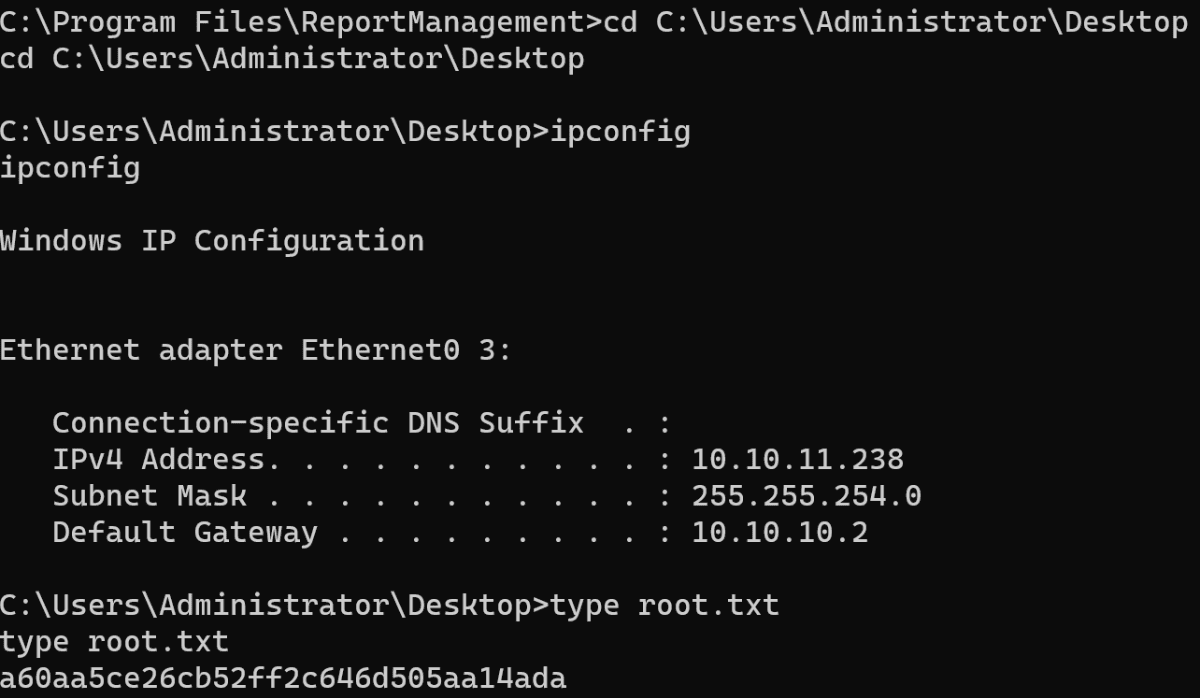 C:\Program Files\ReportManagement>cd C:\Users\Administrator\Desktop
cd C:\Users\Administrator\Desktop
C:\Users\Administrator\Desktop>ipconfig
ipconfig
Windows IP Configuration
Ethernet adapter Ethernet0 3:
Connection-specific DNS Suffix  . :
IPv4 Address. . . . . . . . . . . : 10.10.11.238
Subnet Mask . . . . . . . . . . . : 255.255.254.0
Default Gateway . . . . . . . . . : 10.10.10.2
C:\Users\Administrator\Desktop>type root.txt
type root.txt
a60aa5ce26cb52ff2c646d505aa14ada